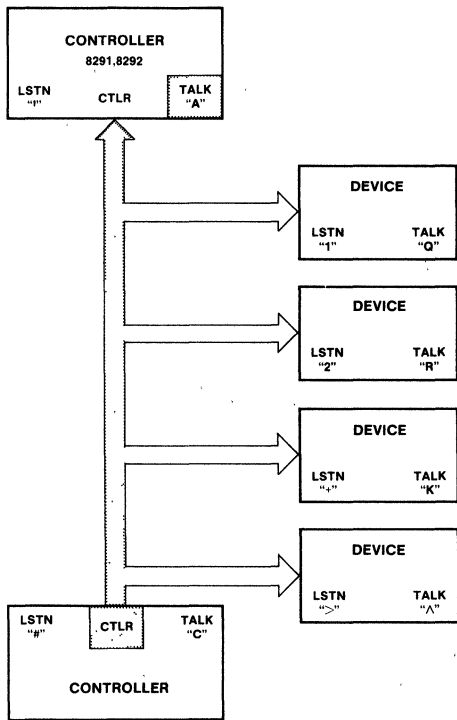 CONTROLLER
8291,8292
LSTN
"!"
CTLR
TALK
"A"
DEVICE
LSTN
"1"
TALK
"Q"
DEVICE
LSTN
"2"
TALK
"R"
DEVICE
LSTN
"+"
TALK
"K"
DEVICE
LSTN
">"
TALK
"^"
LSTN
"#"
CTLR
TALK
"C"
CONTROLLER